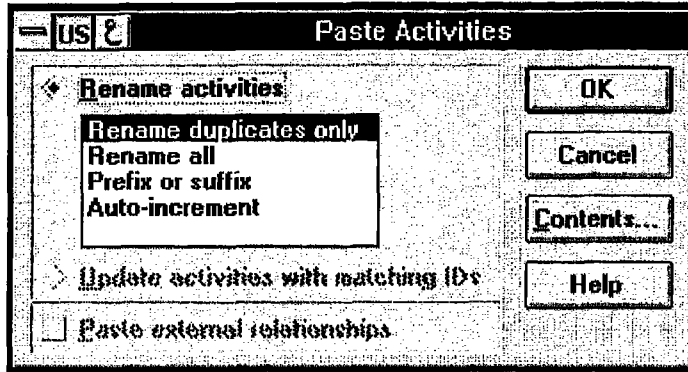 US Paste Activities
Rename activities
Rename duplicates only
Rename all
Prefix or suffix
Auto-increment
Update activities with matching IDs
Paste external relationships
OK
Cancel
Contents...
Help